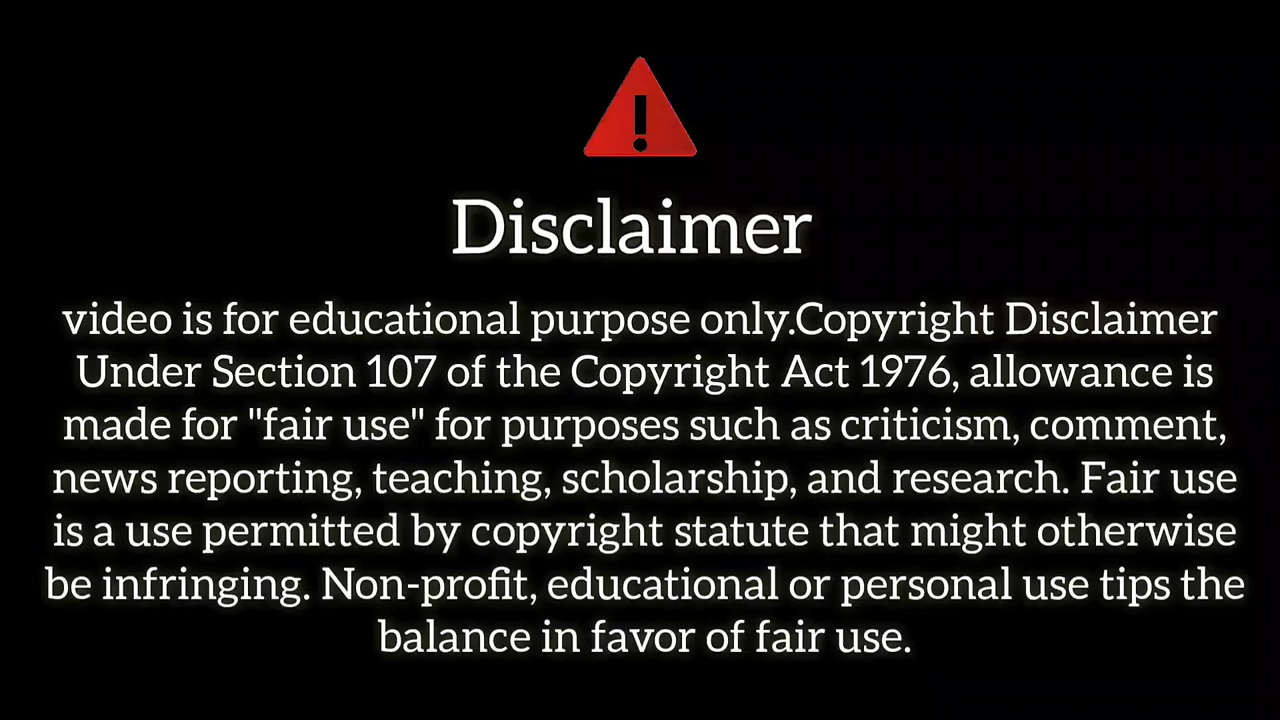 Disclaimer
video is for educational purpose only.Copyright Disclaimer
Under Section 107 of the Copyright Act 1976, allowance is
made for "fair use" for purposes such as criticism, comment,
news reporting, teaching, scholarship, and research. Fair use
is a use permitted by copyright statute that might otherwise
be infringing. Non-profit, educational or personal use tips the
balance in favor of fair use.